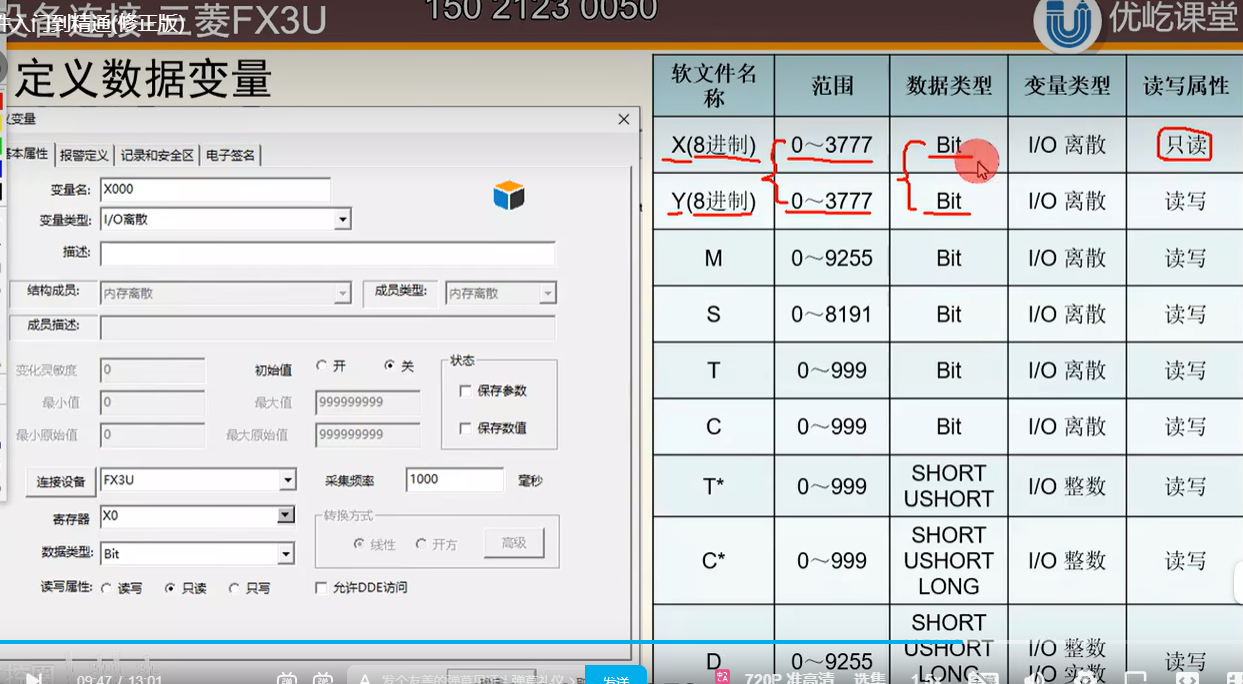 设备连接-三菱FX3U
件入门到精通(修正版)
150 2123 0050
优屹课堂
定义数据变量
义变量
基本属性 报警定义 记录和安全区 电子签名
变量名: X000
变量类型: I/O离散
描述:
结构成员: 内存离散 成员类型: 内存离散
成员描述:
变化灵敏度 0 初始值 开 关 状态
保存参数
最小值 0 最大值 999999999
保存数值
最小原始值 0 最大原始值 999999999
连接设备 FX3U 采集频率 1000 毫秒
寄存器 X0 转换方式
线性 开方 高级
数据类型: Bit
读写属性: 读写 只读 只写 允许DDE访问
软文件名称 范围 数据类型 变量类型 读写属性
X(8进制) 0~3777 Bit I/O 离散 只读
Y(8进制) 0~3777 Bit I/O 离散 读写
M 0~9255 Bit I/O 离散 读写
S 0~8191 Bit I/O 离散 读写
T 0~999 Bit I/O 离散 读写
C 0~999 Bit I/O 离散 读写
T* 0~999 SHORT USHORT I/O 整数 读写
C* 0~999 SHORT USHORT LONG I/O 整数 读写
D 0~9255 SHORT USHORT LONG I/O 整数 I/O 实数 读写
09:47 / 13:01 发个友善的弹幕见证 弹幕礼仪 发送 720P 准高清 选集 1.5x